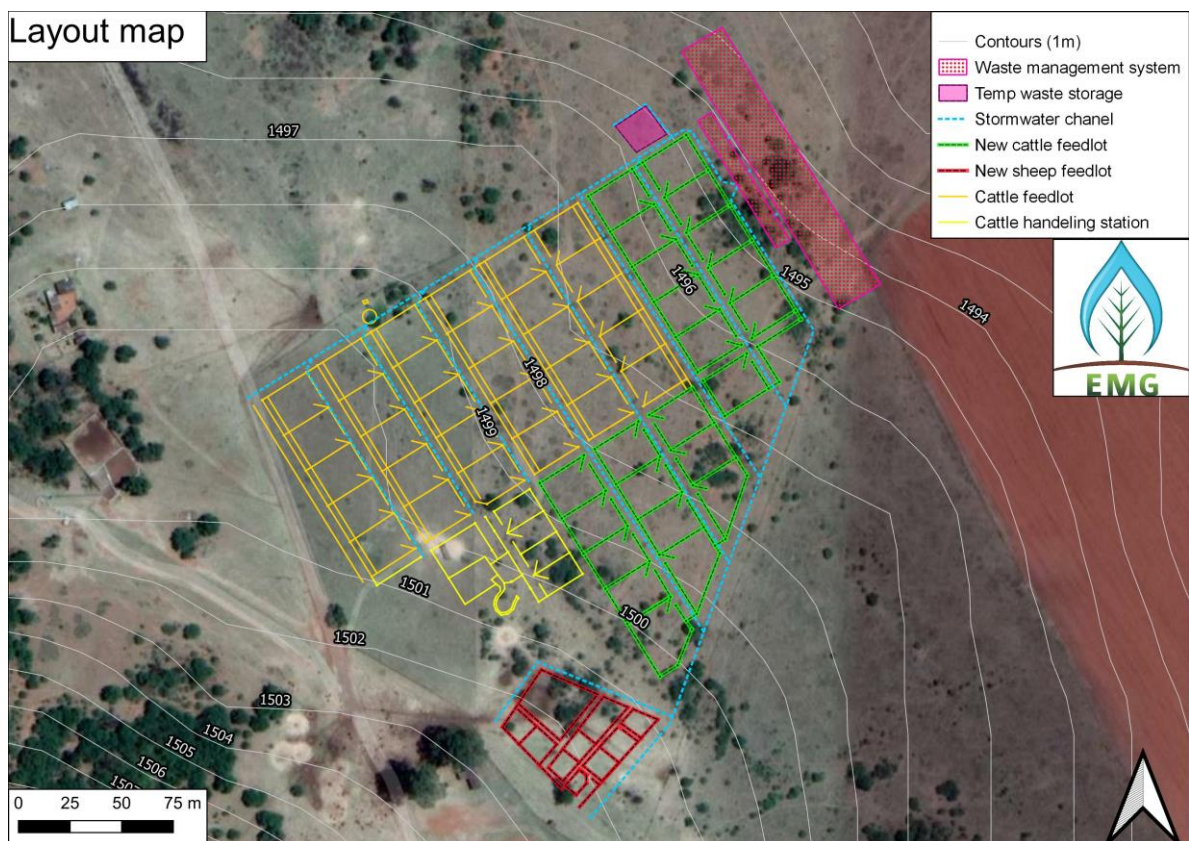 Layout map
Contours (1m)
Waste management system
Temp waste storage
Stormwater chanel
New cattle feedlot
New sheep feedlot
Cattle feedlot
Cattle handeling station
EMG
1497
1496
1495
1494
1498
1499
1501
1500
1502
1503
1504
1505
1506
0 25 50 75 m